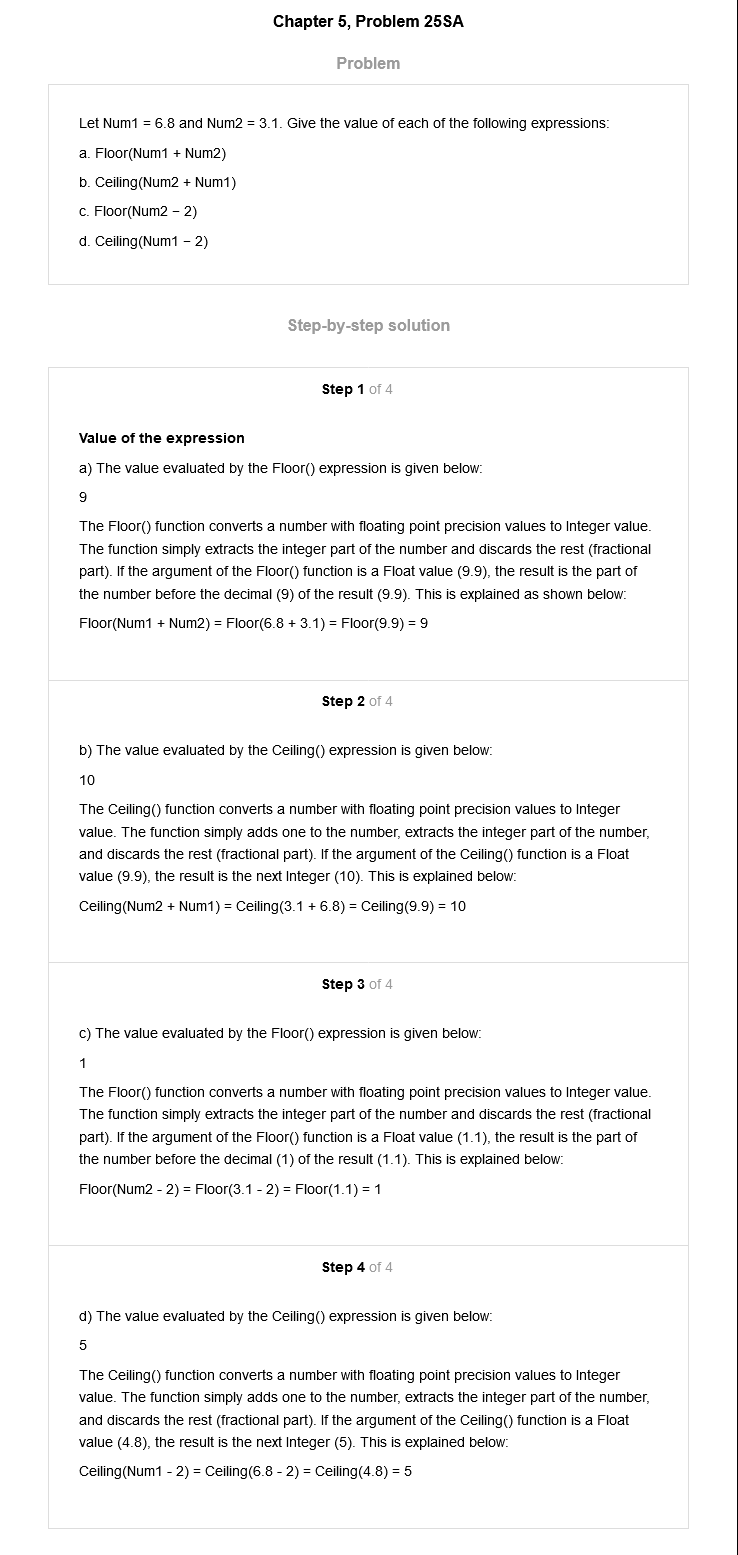 Chapter 5, Problem 25SA
Problem
Let Num1 = 6.8 and Num2 = 3.1. Give the value of each of the following expressions:
a. Floor(Num1 + Num2)
b. Ceiling(Num2 + Num1)
c. Floor(Num2 − 2)
d. Ceiling(Num1 − 2)
Step-by-step solution
Step 1 of 4
Value of the expression
a) The value evaluated by the Floor() expression is given below:
9
The Floor() function converts a number with floating point precision values to Integer value.
The function simply extracts the integer part of the number and discards the rest (fractional
part). If the argument of the Floor() function is a Float value (9.9), the result is the part of
the number before the decimal (9) of the result (9.9). This is explained as shown below:
Floor(Num1 + Num2) = Floor(6.8 + 3.1) = Floor(9.9) = 9
Step 2 of 4
b) The value evaluated by the Ceiling() expression is given below:
10
The Ceiling() function converts a number with floating point precision values to Integer
value. The function simply adds one to the number, extracts the integer part of the number,
and discards the rest (fractional part). If the argument of the Ceiling() function is a Float
value (9.9), the result is the next Integer (10). This is explained below:
Ceiling(Num2 + Num1) = Ceiling(3.1 + 6.8) = Ceiling(9.9) = 10
Step 3 of 4
c) The value evaluated by the Floor() expression is given below:
1
The Floor() function converts a number with floating point precision values to Integer value.
The function simply extracts the integer part of the number and discards the rest (fractional
part). If the argument of the Floor() function is a Float value (1.1), the result is the part of
the number before the decimal (1) of the result (1.1). This is explained below:
Floor(Num2 - 2) = Floor(3.1 - 2) = Floor(1.1) = 1
Step 4 of 4
d) The value evaluated by the Ceiling() expression is given below:
5
The Ceiling() function converts a number with floating point precision values to Integer
value. The function simply adds one to the number, extracts the integer part of the number,
and discards the rest (fractional part). If the argument of the Ceiling() function is a Float
value (4.8), the result is the next Integer (5). This is explained below:
Ceiling(Num1 - 2) = Ceiling(6.8 - 2) = Ceiling(4.8) = 5